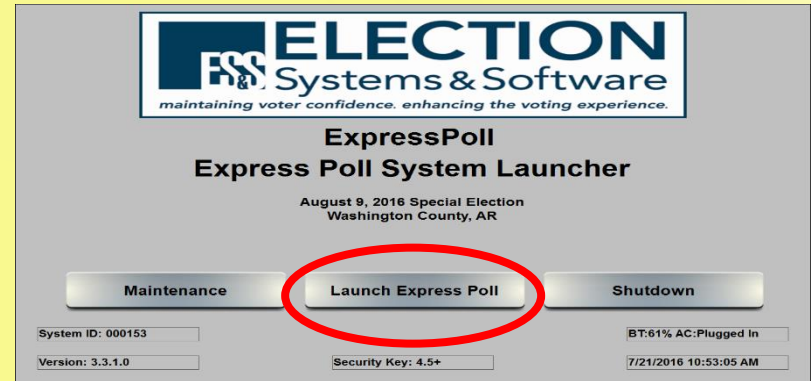 ES&S
ELECTION
Systems & Software
maintaining voter confidence. enhancing the voting experience.
ExpressPoll
Express Poll System Launcher
August 9, 2016 Special Election
Washington County, AR
Maintenance
Launch Express Poll
Shutdown
System ID: 000153
BT:61% AC:Plugged In
Version: 3.3.1.0
Security Key: 4.5+
7/21/2016 10:53:05 AM